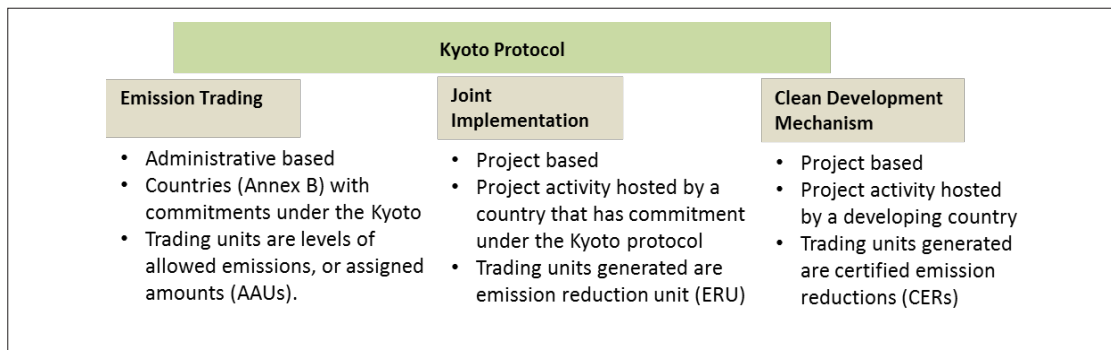 Kyoto Protocol
Emission Trading
• Administrative based
• Countries (Annex B) with
commitments under the Kyoto
• Trading units are levels of
allowed emissions, or assigned
amounts (AAUs).
Joint
Implementation
• Project based
• Project activity hosted by a
country that has commitment
under the Kyoto protocol
• Trading units generated are
emission reduction unit (ERU)
Clean Development
Mechanism
• Project based
• Project activity hosted
by a developing country
• Trading units generated
are certified emission
reductions (CERs)